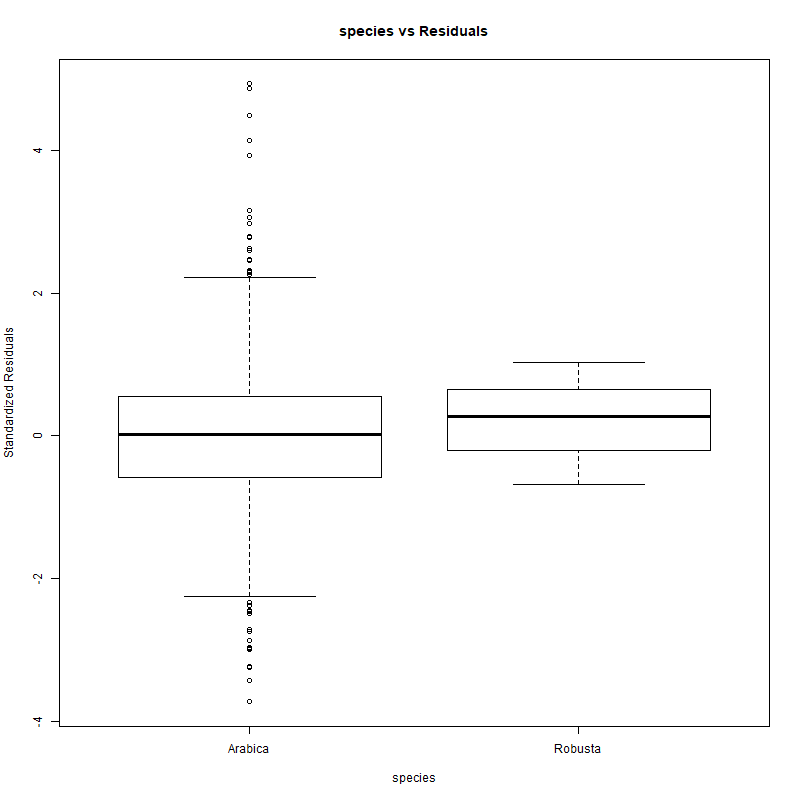 species vs Residuals
Standardized Residuals
4
2
0
-2
-4
Arabica
Robusta
species